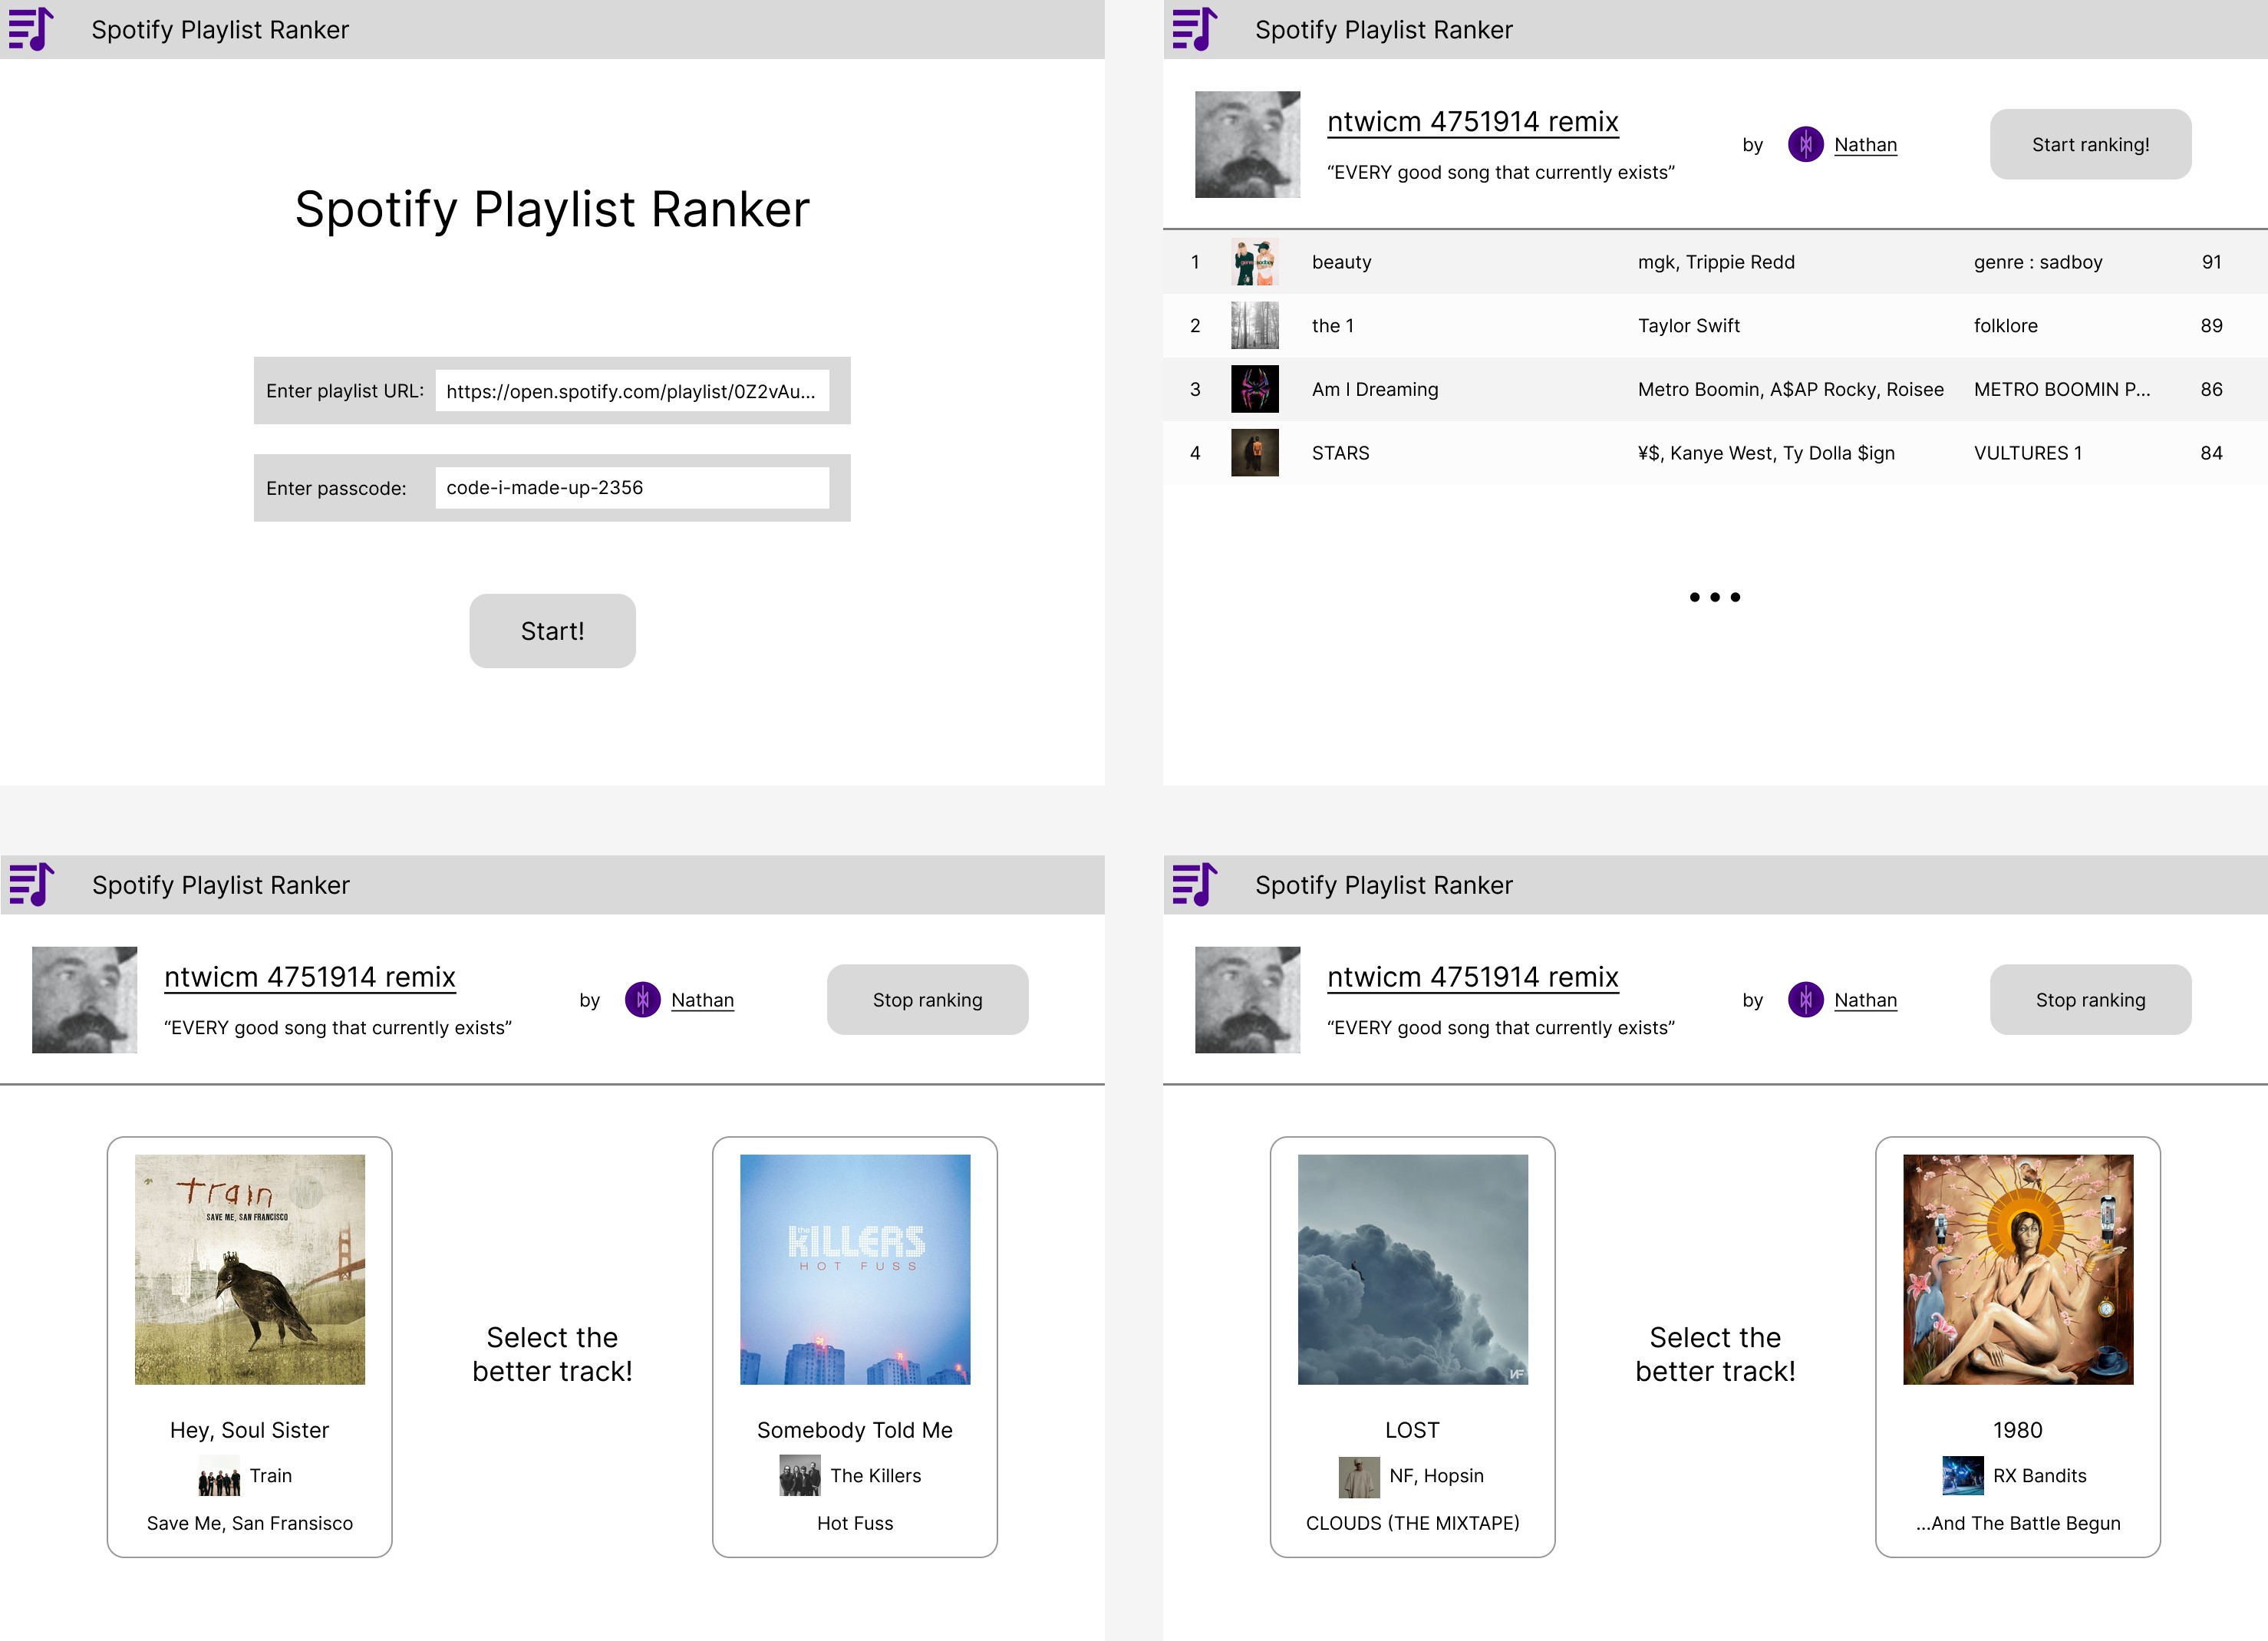 Spotify Playlist Ranker
Spotify Playlist Ranker
Enter playlist URL: https://open.spotify.com/playlist/0Z2vAu...
Enter passcode: code-i-made-up-2356
Start!
Spotify Playlist Ranker
ntwicm 4751914 remix
“EVERY good song that currently exists”
by Nathan
Start ranking!
1 beauty mgk, Trippie Redd genre : sadboy 91
2 the 1 Taylor Swift folklore 89
3 Am I Dreaming Metro Boomin, A$AP Rocky, Roisee METRO BOOMIN P... 86
4 STARS ¥$, Kanye West, Ty Dolla $ign VULTURES 1 84
Spotify Playlist Ranker
ntwicm 4751914 remix
“EVERY good song that currently exists”
by Nathan
Stop ranking
train
SAVE ME, SAN FRANCISCO
Hey, Soul Sister
Train
Save Me, San Fransisco
Select the
better track!
the
KILLERS
HOT FUSS
Somebody Told Me
The Killers
Hot Fuss
Spotify Playlist Ranker
ntwicm 4751914 remix
“EVERY good song that currently exists”
by Nathan
Stop ranking
NF
LOST
NF, Hopsin
CLOUDS (THE MIXTAPE)
Select the
better track!
1980
RX Bandits
...And The Battle Begun